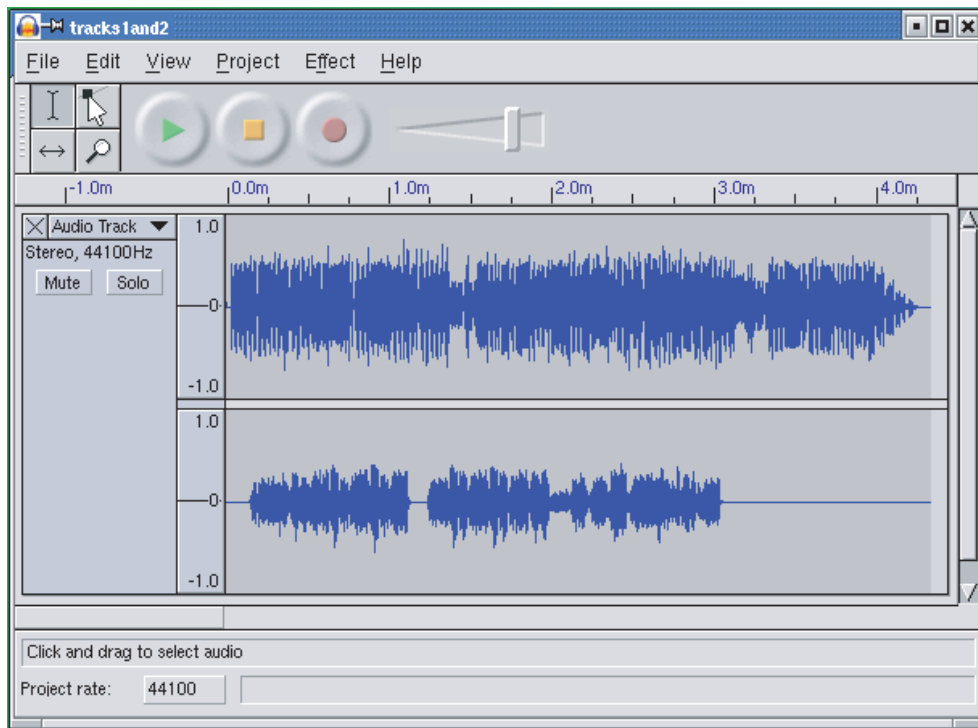 tracks1and2
File Edit View Project Effect Help
-1.0m 0.0m 1.0m 2.0m 3.0m 4.0m
Audio Track
Stereo, 44100Hz
Mute Solo
1.0
0
-1.0
1.0
0
-1.0
Click and drag to select audio
Project rate: 44100